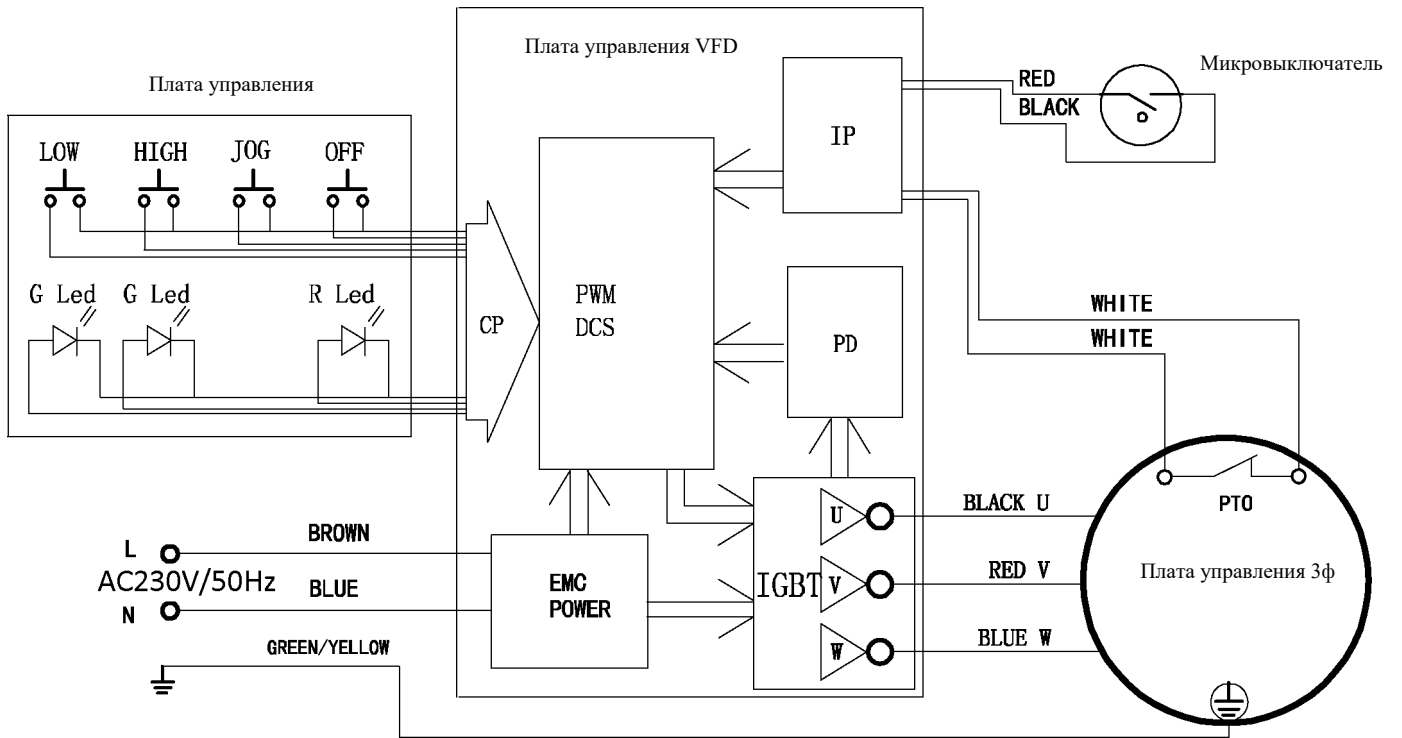 Плата управления VFD
Плата управления
Микровыключатель
RED
BLACK
IP
LOW HIGH JOG OFF
G Led G Led R Led
CP
PWM
DCS
PD
WHITE
WHITE
PTO
Плата управления 3ф
BLACK U
RED V
BLUE W
IGBT
U
V
W
EMC
POWER
BROWN
L
AC230V/50Hz
BLUE
N
GREEN/YELLOW